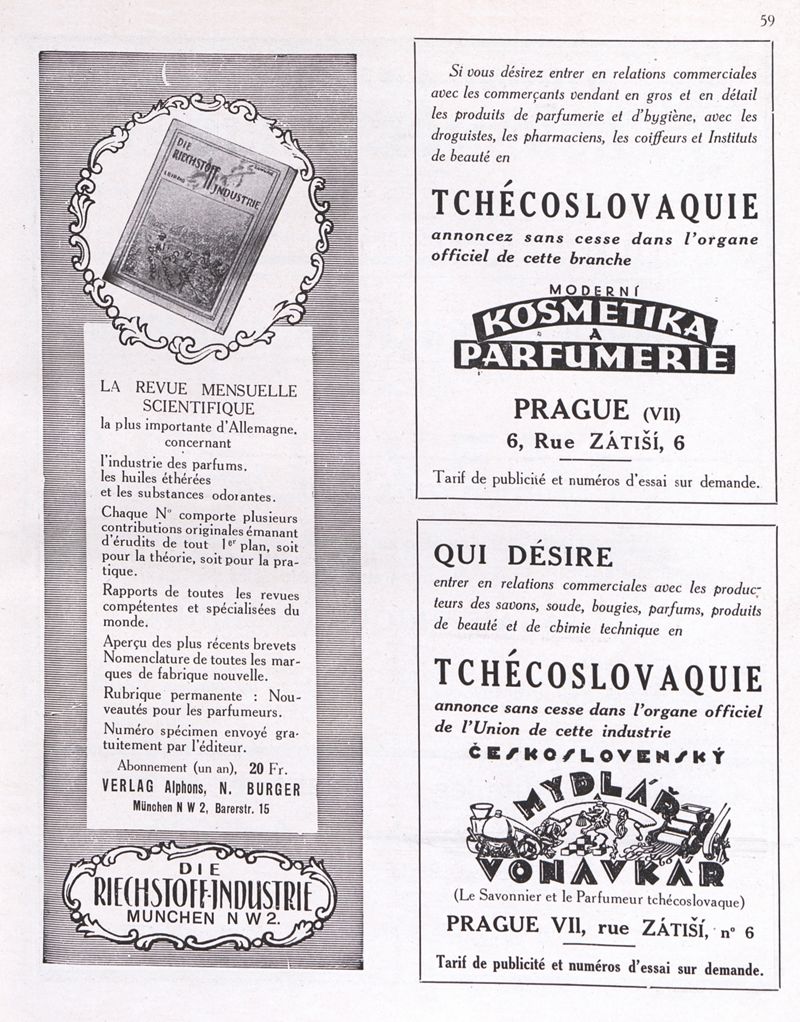 59
DIE
RIECHSTOFF
INDUSTRIE
LEIPZIG
LA REVUE MENSUELLE
SCIENTIFIQUE
la plus importante d'Allemagne.
concernant
l'industrie des parfums.
les huiles éthérées
et les substances odorantes.
Chaque N° comporte plusieurs
contributions originales émanant
d'érudits de tout 1er plan, soit
pour la théorie, soit pour la pra-
tique.
Rapports de toutes les revues
compétentes et spécialisées du
monde.
Aperçu des plus récents brevets
Nomenclature de toutes les mar-
ques de fabrique nouvelle.
Rubrique permanente : Nou-
veautés pour les parfumeurs.
Numéro spécimen envoyé gra-
tuitement par l'éditeur.
Abonnement (un an), 20 Fr.
VERLAG Alphons, N. BURGER
München N W 2, Barerstr. 15
DIE
RIECHSTOFF-INDUSTRIE
MUNCHEN N W 2.
Si vous désirez entrer en relations commerciales
avec les commerçants vendant en gros et en détail
les produits de parfumerie et d'hygiène, avec les
droguistes, les pharmaciens, les coiffeurs et Instituts
de beauté en
TCHÉCOSLOVAQUIE
annoncez sans cesse dans l'organe
officiel de cette branche
MODERNÍ
KOSMETIKA
A
PARFUMERIE
PRAGUE (VII)
6, Rue ZÁTIŠÍ, 6
Tarif de publicité et numéros d'essai sur demande.
QUI DÉSIRE
entrer en relations commerciales avec les produc-
teurs des savons, soude, bougies, parfums, produits
de beauté et de chimie technique en
TCHÉCOSLOVAQUIE
annonce sans cesse dans l'organe officiel
de l'Union de cette industrie
ČESKOSLOVENSKÝ
MYDLÁŘ
A
VOŇAVKÁŘ
(Le Savonnier et le Parfumeur tchécoslovaque)
PRAGUE VII, rue ZÁTIŠÍ, n° 6
Tarif de publicité et numéros d'essai sur demande.